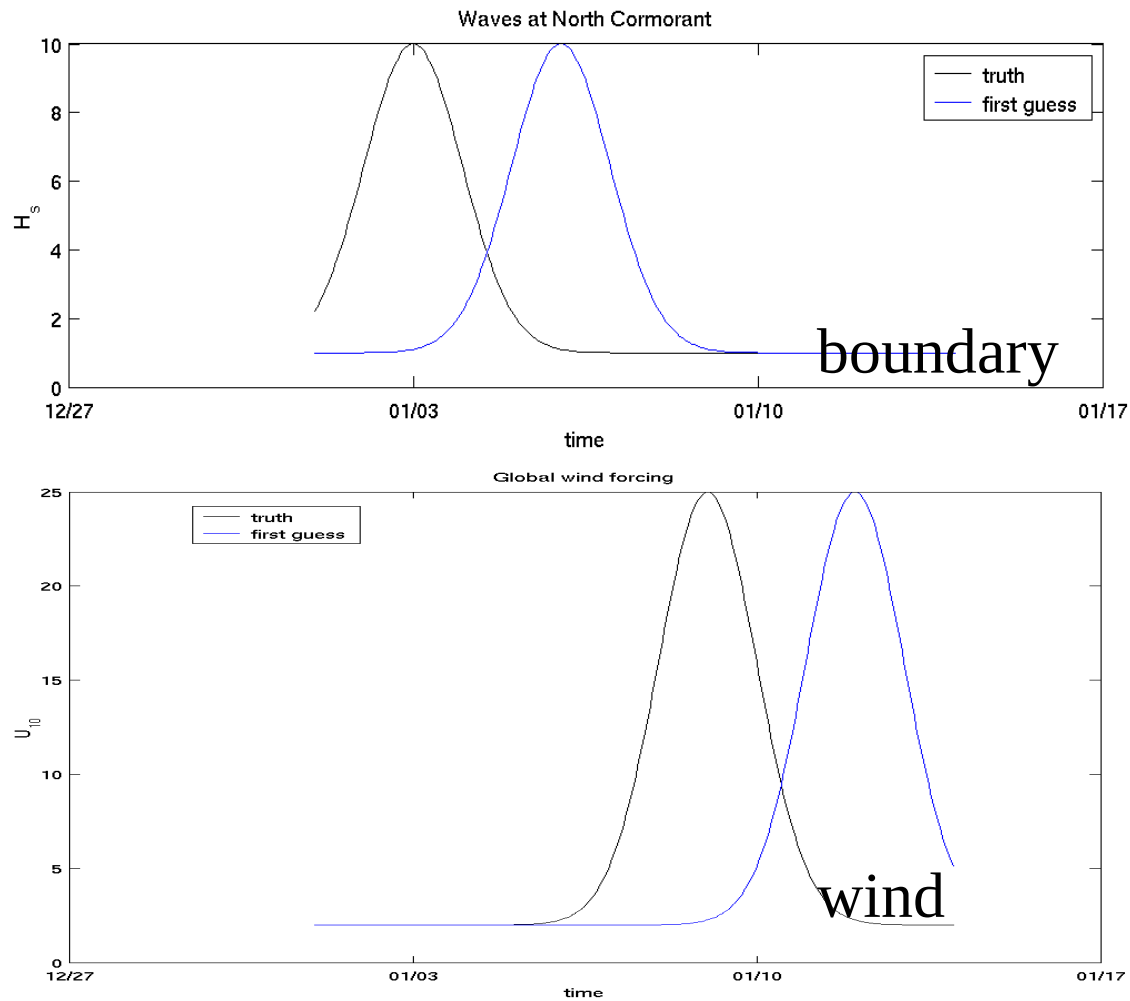 Waves at North Cormorant
10
8
6
4
2
0
H s
truth
first guess
boundary
12/27 01/03 01/10 01/17
time
Global wind forcing
25
20
15
10
5
0
U 10
truth
first guess
wind
12/27 01/03 01/10 01/17
time